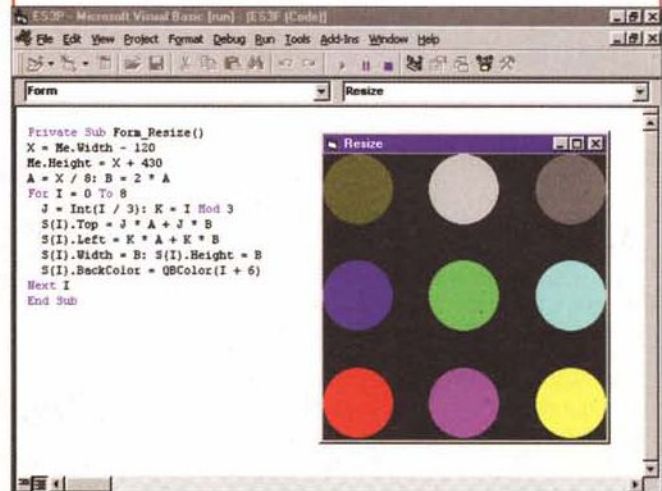 ES3P - Microsoft Visual Basic [run] - [ES3F (Code)]
File Edit View Project Format Debug Run Tools Add-Ins Window Help
Form Resize
Private Sub Form_Resize()
X = Me.Width - 120
Me.Height = X + 430
A = X / 8: B = 2 * A
For I = 0 To 8
J = Int(I / 3): K = I Mod 3
S(I).Top = J * A + J * B
S(I).Left = K * A + K * B
S(I).Width = B: S(I).Height = B
S(I).BackColor = QBColor(I + 6)
Next I
End Sub
Resize